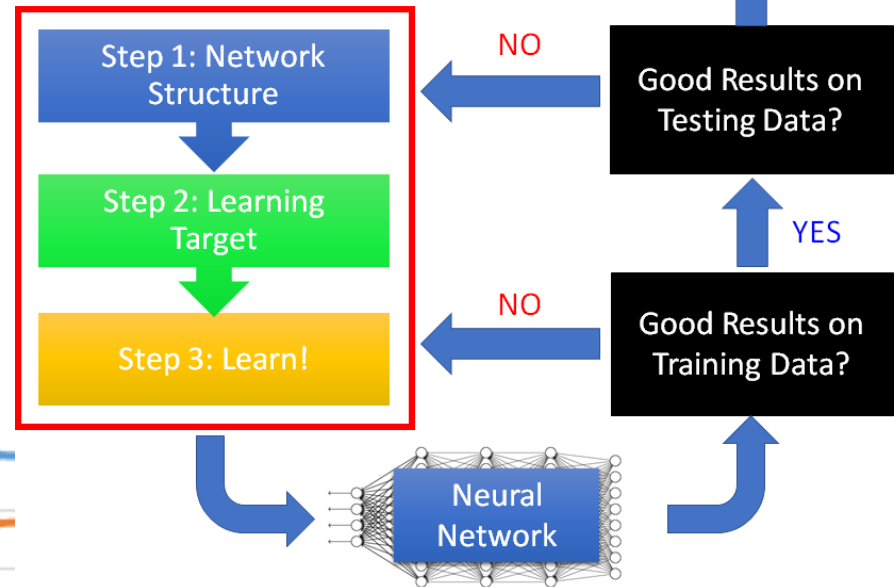 Step 1: Network
Structure
Step 2: Learning
Target
Step 3: Learn!
NO
Good Results on
Testing Data?
YES
NO
Good Results on
Training Data?
Neural
Network